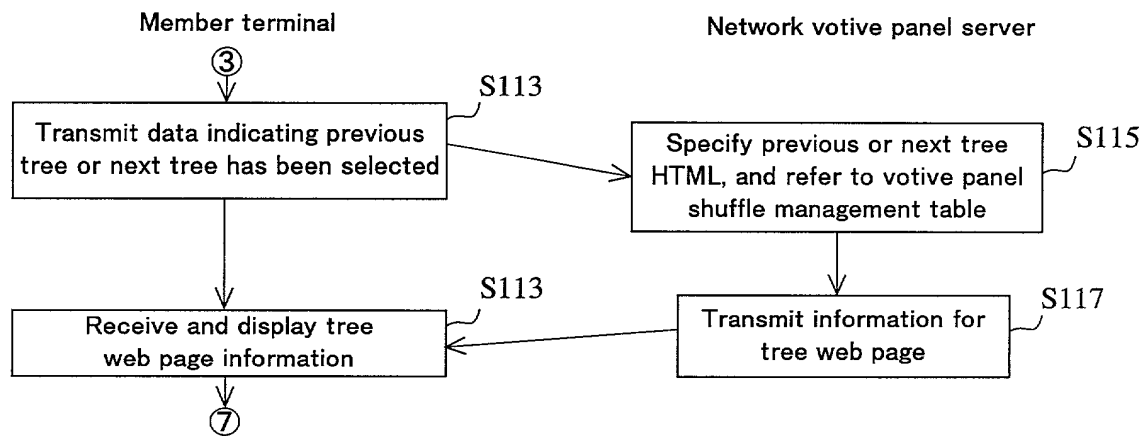 Member terminal
Network votive panel server
③
S113
Transmit data indicating previous
tree or next tree has been selected
S115
Specify previous or next tree
HTML, and refer to votive panel
shuffle management table
S113
Receive and display tree
web page information
S117
Transmit information for
tree web page
⑦